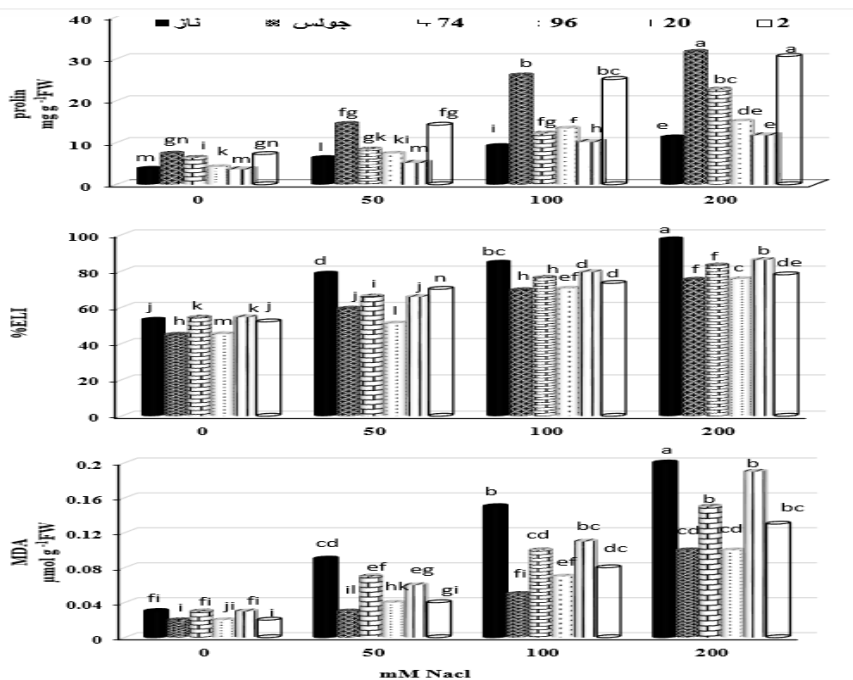 ناز جولس 74 96 20 2
40
30
20
10
0
prolin
mg g -1FW
m gn i k m gn
l fg gk ki m fg
i b fg f h bc
e a bc de e a
0 50 100 200
100
80
60
40
20
0
%ELI
j h k m k j
d j i l j n
bc h h ef d d
a f f c b de
0 50 100 200
0.2
0.16
0.12
0.08
0.04
0
MDA
µmol g -1FW
fi i fi ji fi i
cd il ef hk eg gi
b fi cd ef bc dc
a cd b cd b bc
0 50 100 200
mM Nacl